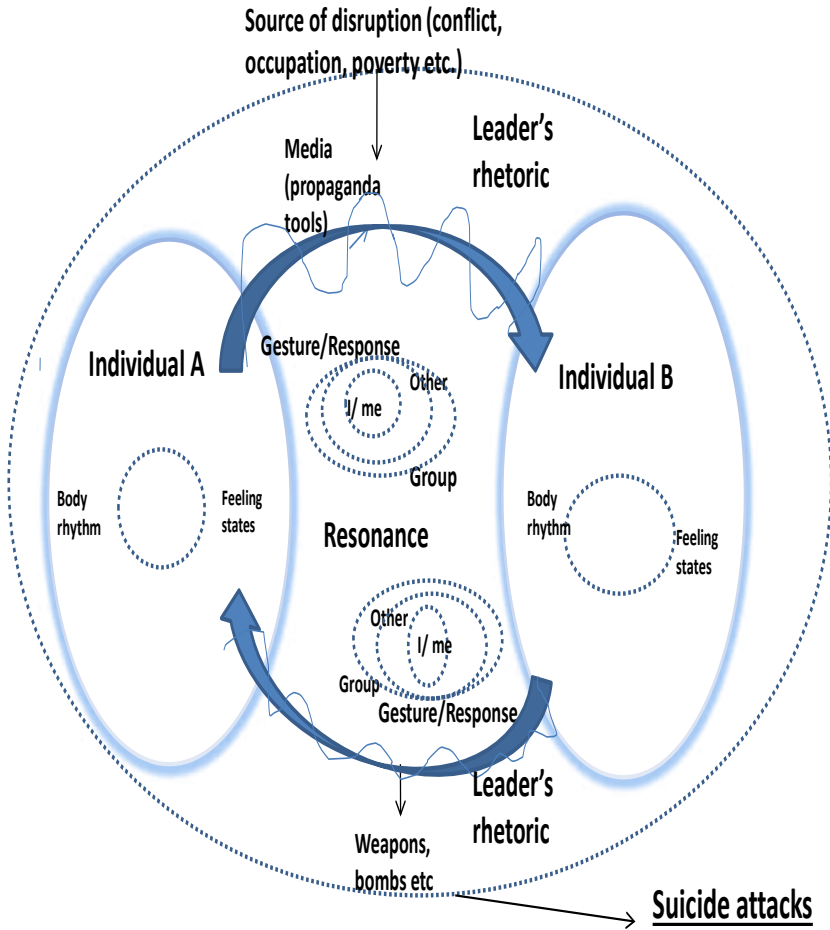 Source of disruption (conflict,
occupation, poverty etc.)
Leader's
rhetoric
Media
(propaganda
tools)
Gesture/Response
Individual A
Other
Individual B
I/ me
Group
Body
rhythm
Feeling
states
Body
rhythm
Feeling
states
Resonance
Other
I/ me
Group
Gesture/Response
Leader's
rhetoric
Weapons,
bombs etc
Suicide attacks